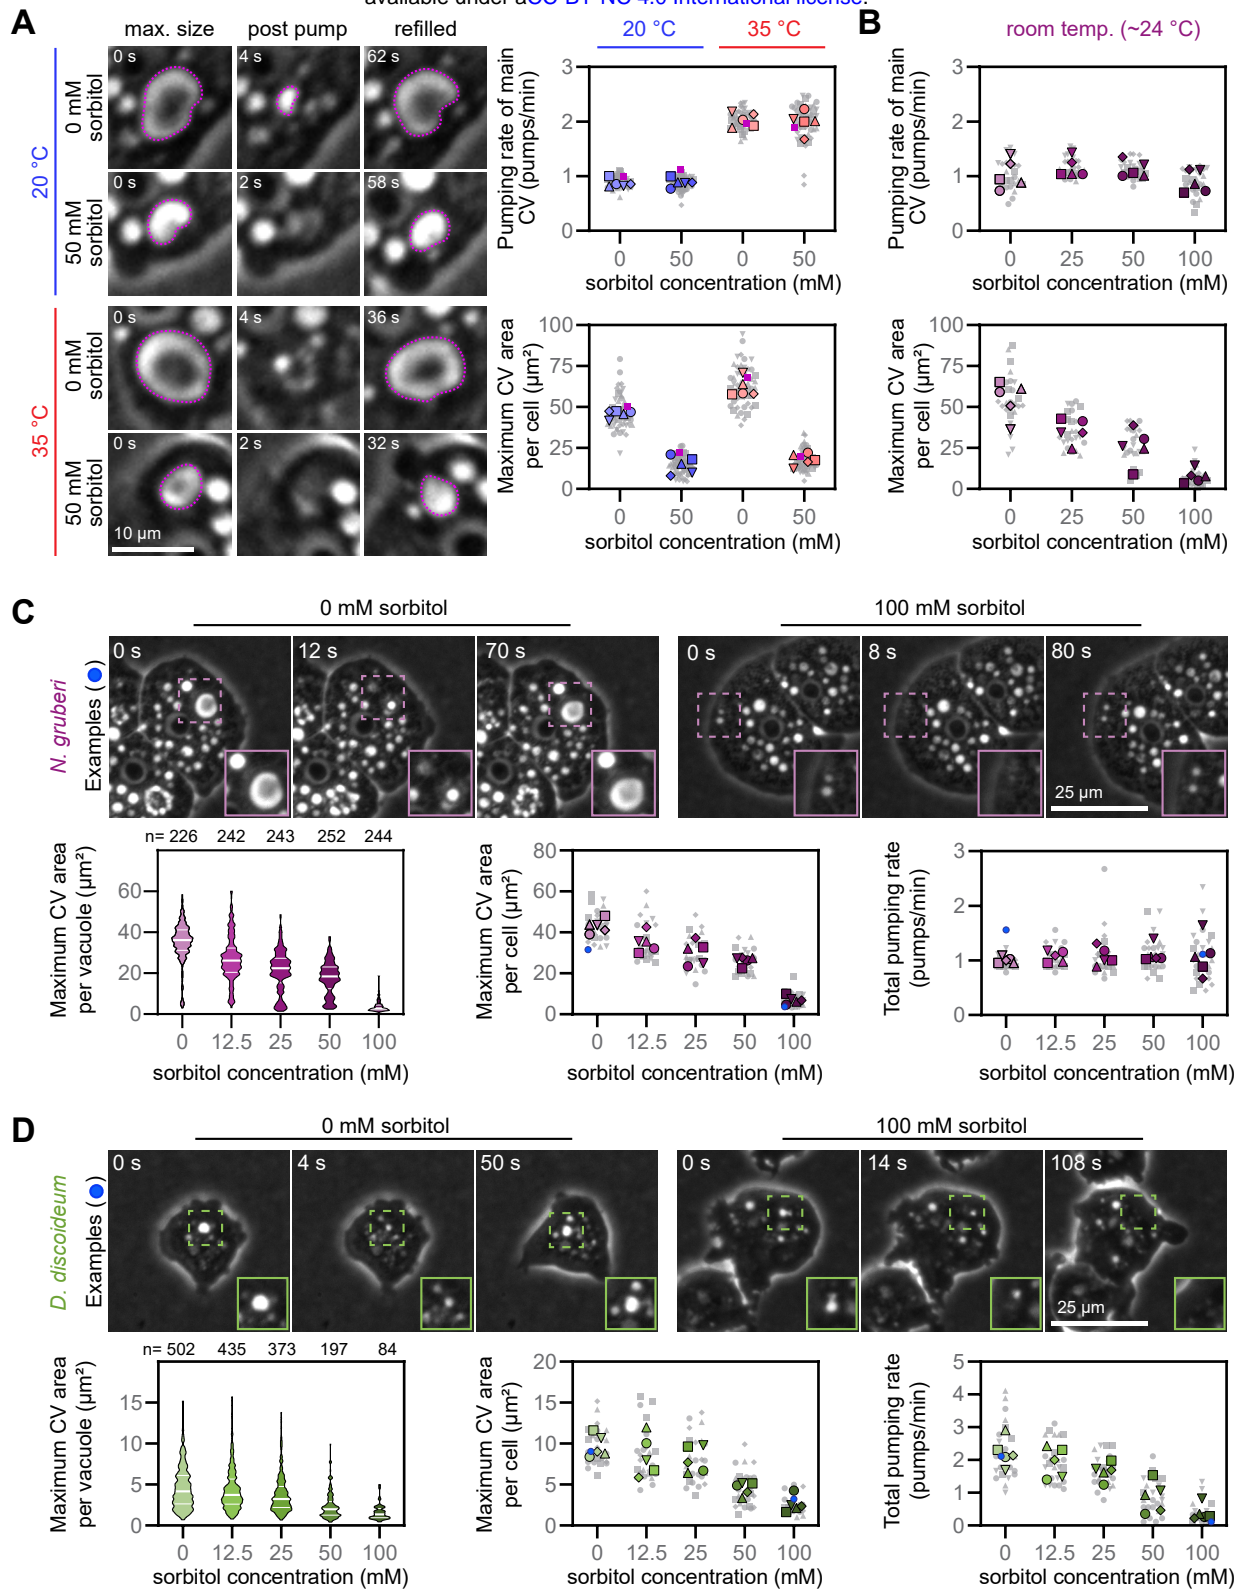 available under aCC-BY-NC 4.0 International license.
A
max. size
post pump
refilled
20 °C
0 mM
sorbitol
0 s
4 s
62 s
50 mM
sorbitol
0 s
2 s
58 s
35 °C
0 mM
sorbitol
0 s
4 s
36 s
50 mM
sorbitol
0 s
2 s
32 s
10 µm
20 °C
35 °C
Pumping rate of main
CV (pumps/min)
3
2
1
0
0
50
0
50
sorbitol concentration (mM)
Maximum CV area
per cell (µm²)
100
75
50
25
0
0
50
0
50
sorbitol concentration (mM)
B
room temp. (~24 °C)
Pumping rate of main
CV (pumps/min)
3
2
1
0
0
25
50
100
sorbitol concentration (mM)
Maximum CV area
per cell (µm²)
100
75
50
25
0
0
25
50
100
sorbitol concentration (mM)
C
0 mM sorbitol
100 mM sorbitol
N. gruberi
Examples ( )
0 s
12 s
70 s
0 s
8 s
80 s
25 µm
n= 226
242
243
252
244
Maximum CV area
per vacuole (µm²)
60
40
20
0
0
12.5
25
50
100
sorbitol concentration (mM)
Maximum CV area
per cell (µm²)
80
60
40
20
0
0
12.5
25
50
100
sorbitol concentration (mM)
Total pumping rate
(pumps/min)
3
2
1
0
0
12.5
25
50
100
sorbitol concentration (mM)
D
0 mM sorbitol
100 mM sorbitol
D. discoideum
Examples ( )
0 s
4 s
50 s
0 s
14 s
108 s
25 µm
n= 502
435
373
197
84
Maximum CV area
per vacuole (µm²)
15
10
5
0
0
12.5
25
50
100
sorbitol concentration (mM)
Maximum CV area
per cell (µm²)
20
15
10
5
0
0
12.5
25
50
100
sorbitol concentration (mM)
Total pumping rate
(pumps/min)
5
4
3
2
1
0
0
12.5
25
50
100
sorbitol concentration (mM)